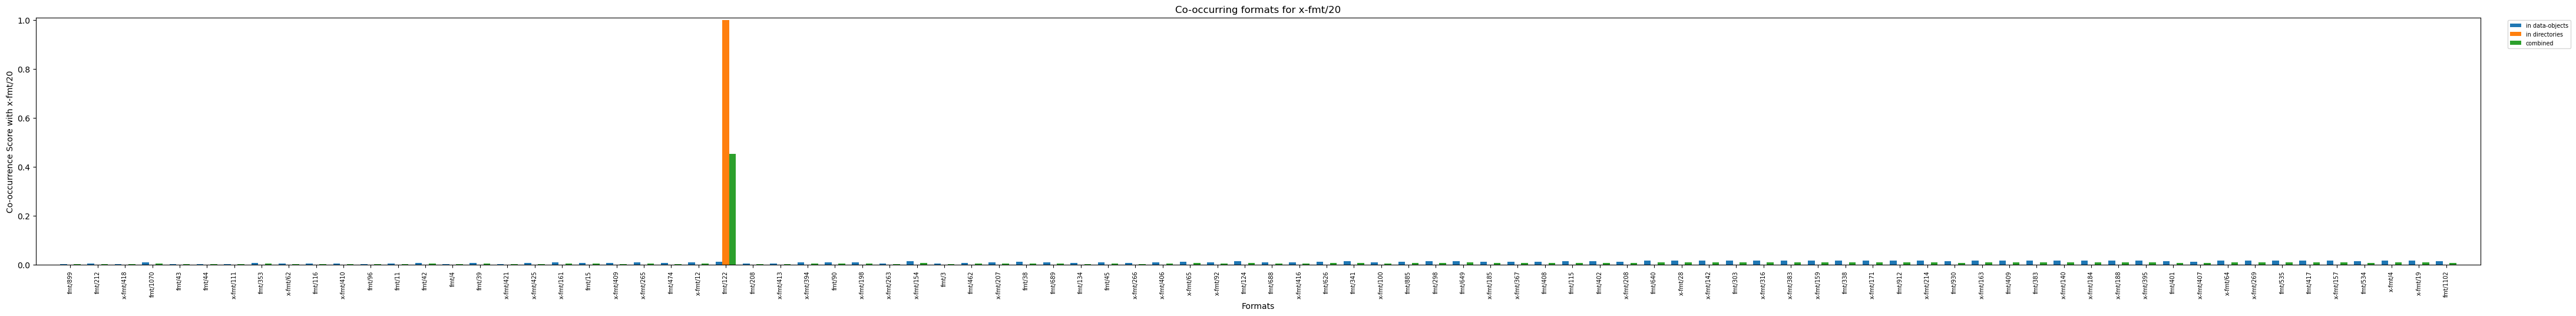 Co-occurring formats for x-fmt/20
Co-occurrence Score with x-fmt/20
1.0
0.8
0.6
0.4
0.2
0.0
in data-objects
in directories
combined
fmt/899
fmt/212
x-fmt/418
fmt/1070
fmt/43
fmt/44
x-fmt/111
fmt/353
x-fmt/62
fmt/116
x-fmt/410
fmt/96
fmt/11
fmt/42
fmt/4
fmt/39
x-fmt/421
x-fmt/425
x-fmt/161
fmt/15
x-fmt/409
x-fmt/265
fmt/474
x-fmt/12
fmt/122
fmt/208
x-fmt/413
x-fmt/394
fmt/90
x-fmt/198
x-fmt/263
x-fmt/154
fmt/3
fmt/462
x-fmt/207
fmt/38
fmt/689
fmt/134
fmt/45
x-fmt/266
x-fmt/406
x-fmt/65
x-fmt/92
fmt/124
fmt/688
x-fmt/416
fmt/626
fmt/341
x-fmt/100
fmt/885
fmt/298
fmt/649
x-fmt/185
x-fmt/367
fmt/408
fmt/115
fmt/402
x-fmt/208
fmt/640
x-fmt/28
x-fmt/142
fmt/303
x-fmt/316
x-fmt/383
x-fmt/159
fmt/338
x-fmt/171
fmt/912
x-fmt/214
fmt/930
x-fmt/163
fmt/409
fmt/383
x-fmt/140
x-fmt/184
x-fmt/188
x-fmt/395
fmt/401
x-fmt/407
x-fmt/64
x-fmt/269
fmt/535
fmt/417
x-fmt/157
fmt/534
x-fmt/4
x-fmt/19
fmt/1102
Formats